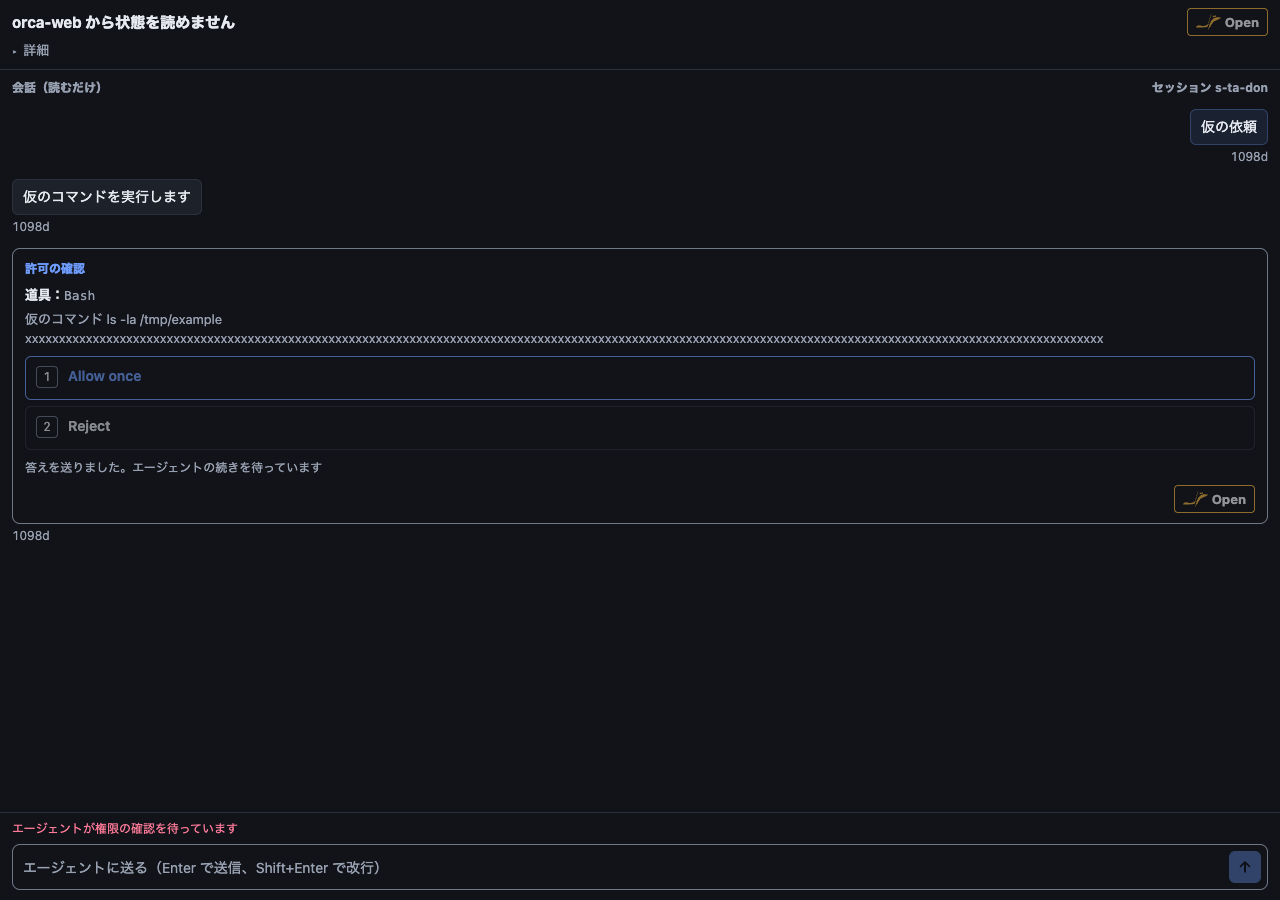 orca-web から状態を読めません
Open
詳細
会話（読むだけ）
セッション s-ta-don
仮の依頼
1098d
仮のコマンドを実行します
1098d
許可の確認
道具：Bash
仮のコマンド ls -la /tmp/example
1 Allow once
2 Reject
答えを送りました。エージェントの続きを待っています
Open
1098d
エージェントが権限の確認を待っています
エージェントに送る（Enter で送信、Shift+Enter で改行）